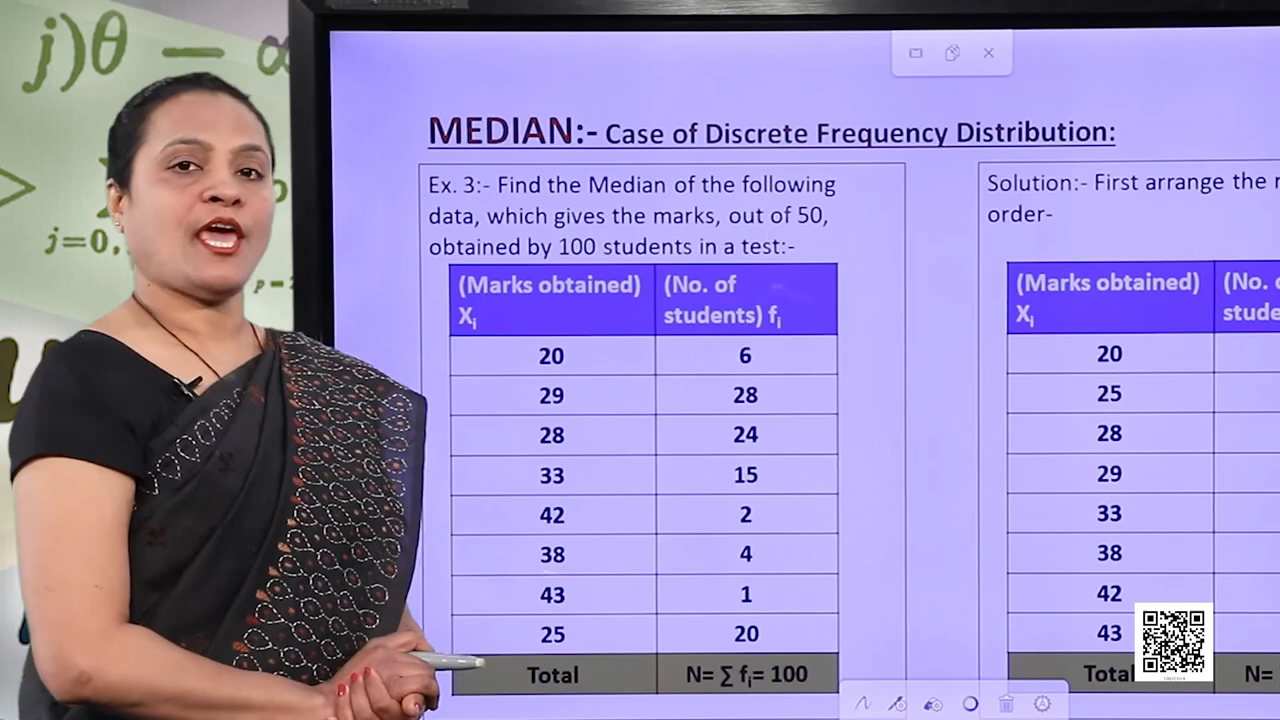 j)θ − α
j=0,
p =
MEDIAN:- Case of Discrete Frequency Distribution:
Ex. 3:- Find the Median of the following
data, which gives the marks, out of 50,
obtained by 100 students in a test:-
(Marks obtained) Xᵢ (No. of students) fᵢ
20 6
29 28
28 24
33 15
42 2
38 4
43 1
25 20
Total N= ∑ fᵢ= 100
Solution:- First arrange the
order-
(Marks obtained) Xᵢ (No.
20
25
28
29
33
38
42
43
Total N=